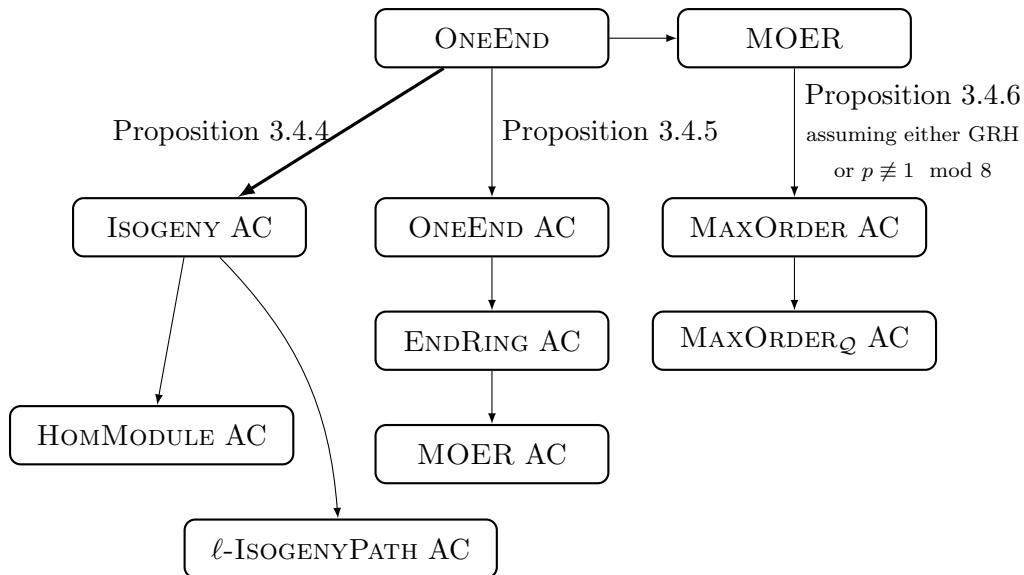 ONEEND
MOER
Proposition 3.4.6
Proposition 3.4.4
Proposition 3.4.5
assuming either GRH
or p ≢ 1 mod 8
ISOGENY AC
ONEEND AC
MAXORDER AC
ENDRING AC
MAXORDER_𝒬 AC
HOMMODULE AC
MOER AC
ℓ-ISOGENYPATH AC